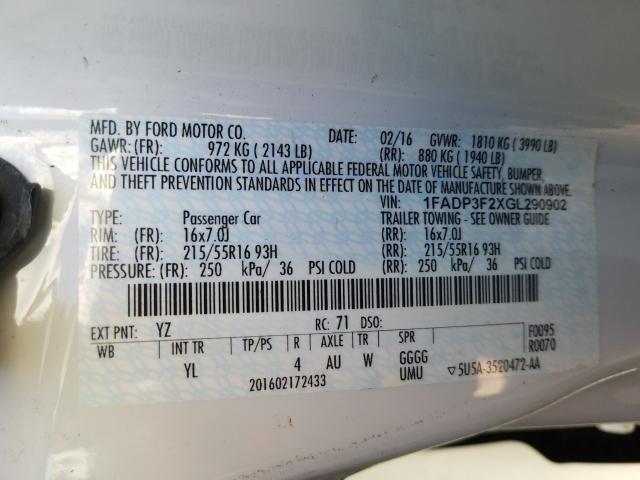 MFD. BY FORD MOTOR CO.
DATE: 02/16 GVWR: 1810 KG ( 3990 LB)
GAWR: (FR): 972 KG ( 2143 LB) (RR): 880 KG ( 1940 LB)
THIS VEHICLE CONFORMS TO ALL APPLICABLE FEDERAL MOTOR VEHICLE SAFETY, BUMPER,
AND THEFT PREVENTION STANDARDS IN EFFECT ON THE DATE OF MANUFACTURE SHOWN ABOVE.
VIN: 1FADP3F2XGL290902
TYPE: Passenger Car TRAILER TOWING - SEE OWNER GUIDE
RIM: (FR): 16x7.0J (RR): 16x7.0J
TIRE: (FR): 215/55R16 93H (RR): 215/55R16 93H
PRESSURE: (FR): 250 kPa/ 36 PSI COLD (RR): 250 kPa/ 36 PSI COLD
EXT PNT: YZ RC: 71 DSO: F0095
WB INT TR TP/PS R AXLE TR SPR R0070
YL 4 AU W GGGG
201602172433 UMU ▽5U5A-3520472-AA